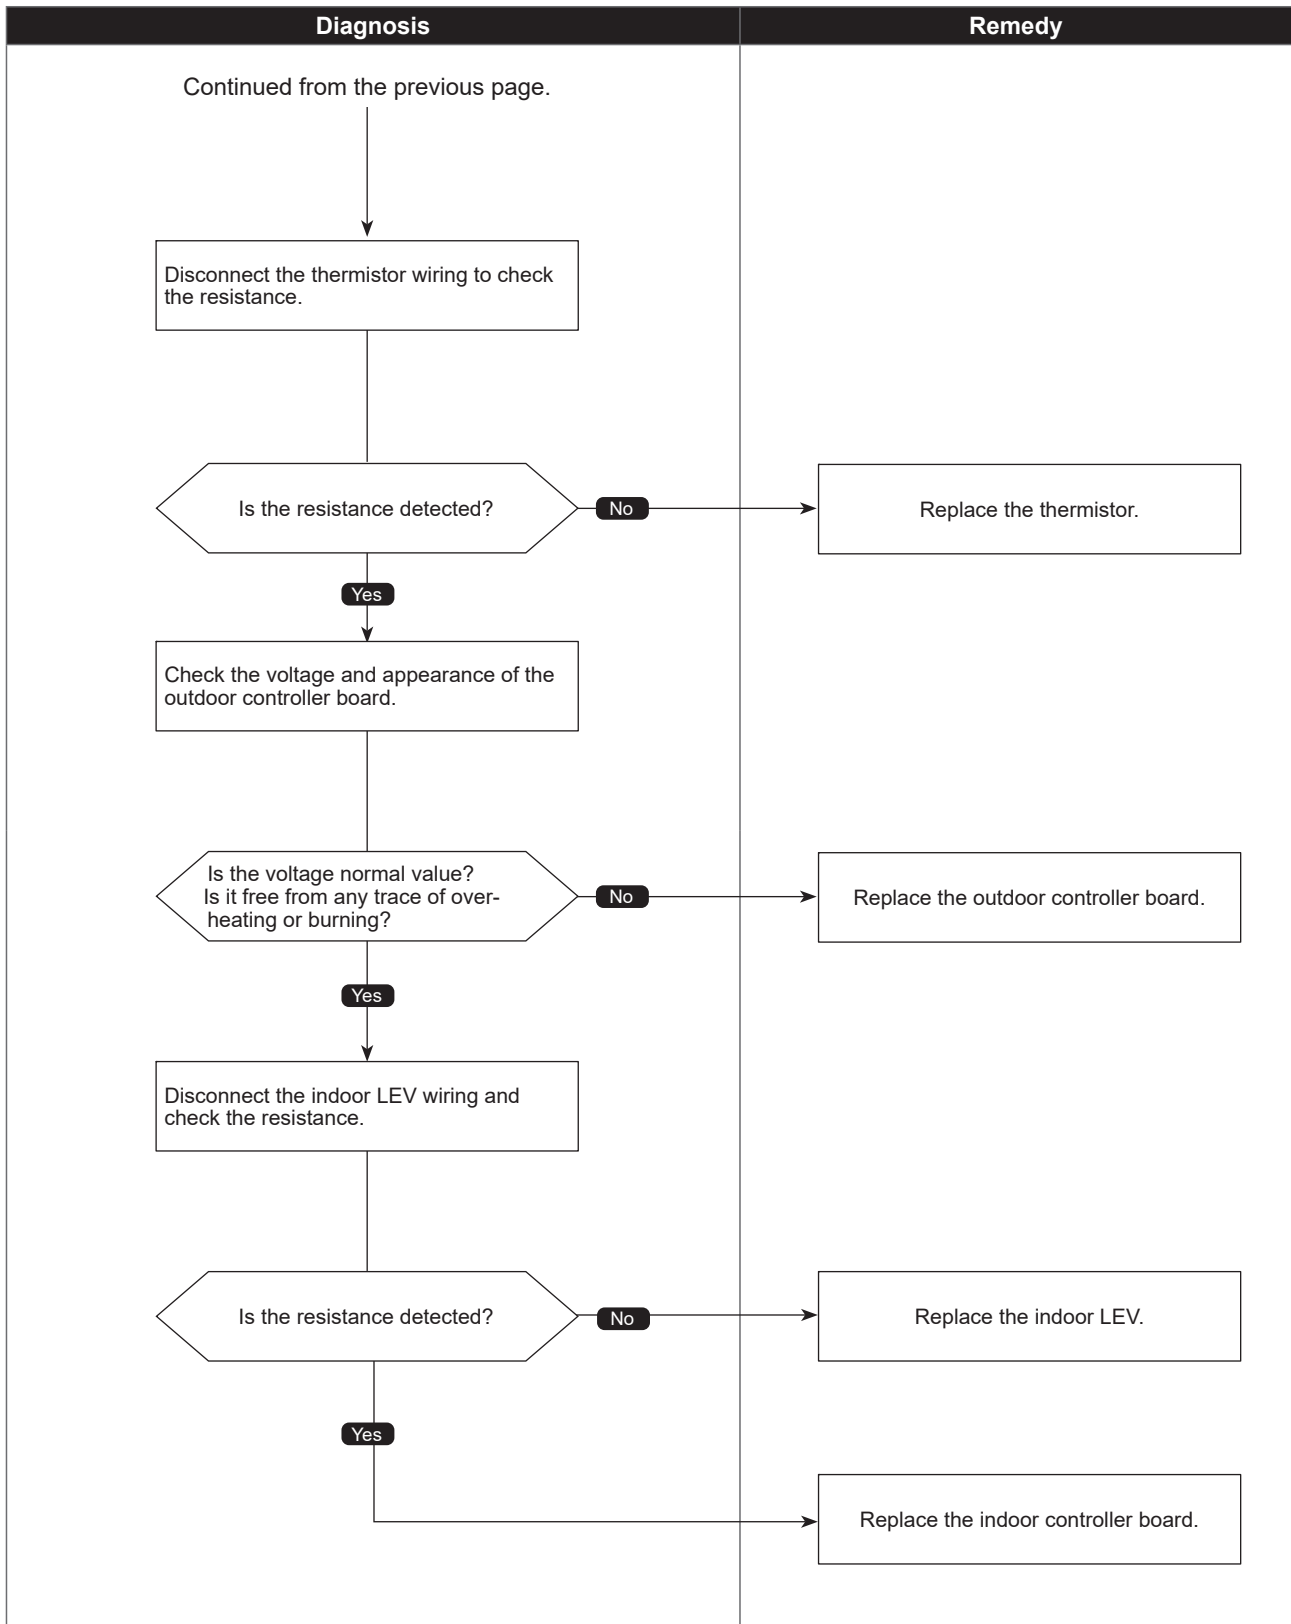 Diagnosis
Remedy
Continued from the previous page.
Disconnect the thermistor wiring to check
the resistance.
Is the resistance detected?
No
Replace the thermistor.
Yes
Check the voltage and appearance of the
outdoor controller board.
Is the voltage normal value?
Is it free from any trace of over-
heating or burning?
No
Replace the outdoor controller board.
Yes
Disconnect the indoor LEV wiring and
check the resistance.
Is the resistance detected?
No
Replace the indoor LEV.
Yes
Replace the indoor controller board.